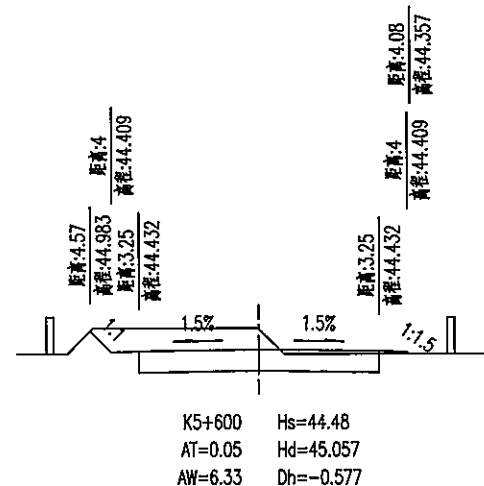 距离:4.08
高程:44.357
距离:4
高程:44.409
距离:4
高程:44.409
距离:4.57
高程:44.983
距离:3.25
高程:44.432
距离:3.25
高程:44.432
1:1
1.5%
1.5%
1:1.5
K5+600 Hs=44.48
AT=0.05 Hd=45.057
AW=6.33 Dh=-0.577